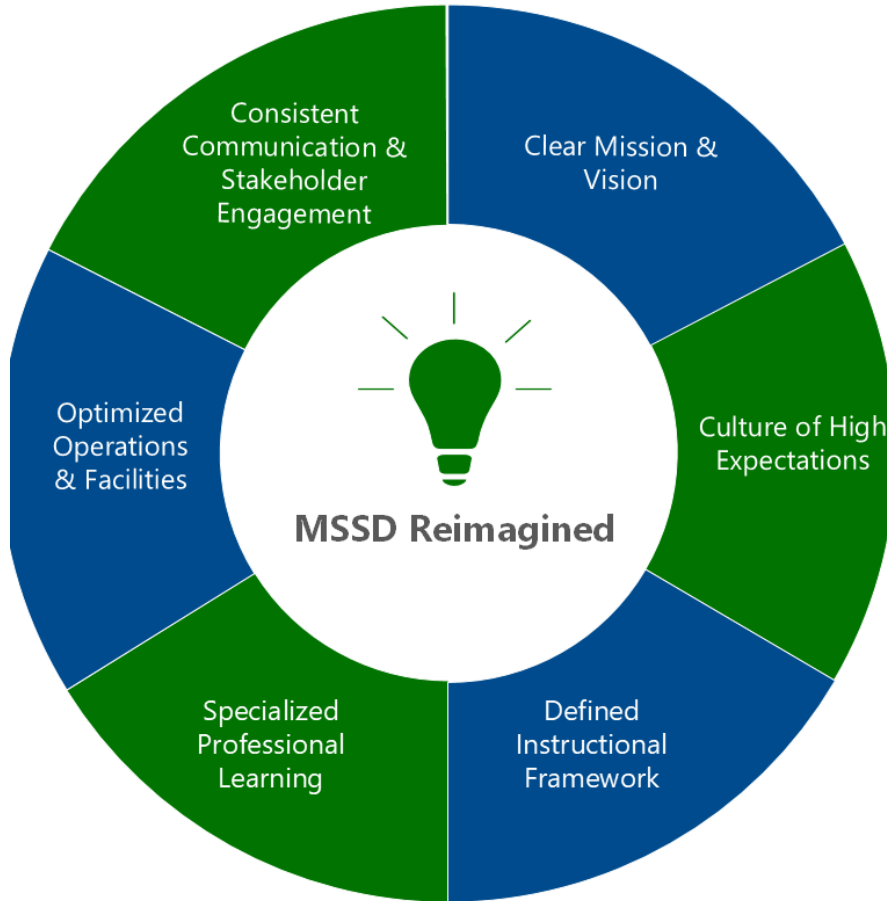 Consistent
Communication &
Stakeholder
Engagement
Clear Mission &
Vision
Culture of High
Expectations
Defined
Instructional
Framework
Specialized
Professional
Learning
Optimized
Operations
& Facilities
MSSD Reimagined